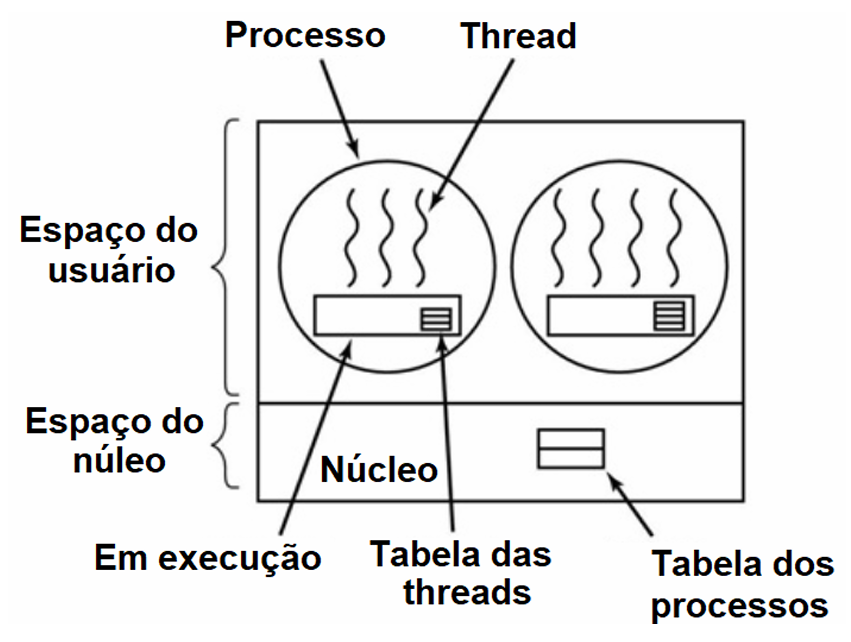 Processo
Thread
Espaço do
usuário
Espaço do
núleo
Núcleo
Em execução
Tabela das
threads
Tabela dos
processos